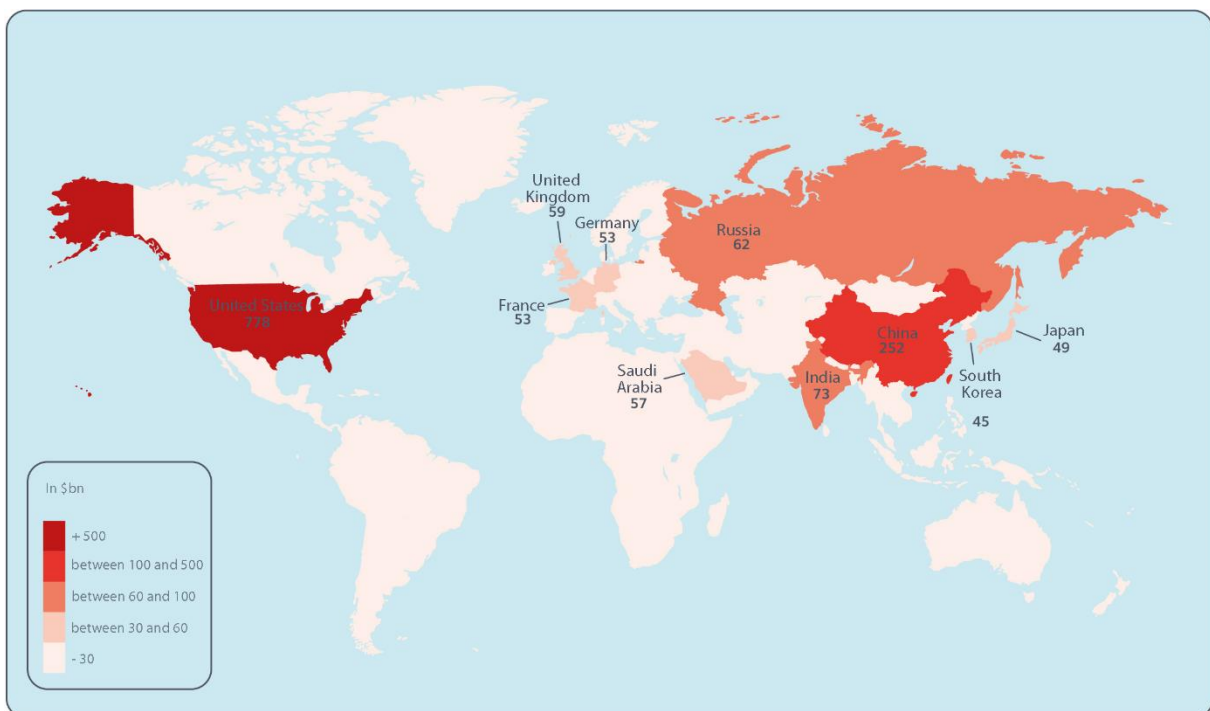 United
Kingdom
59
Germany
53
Russia
62
United States
778
France
53
China
252
Japan
49
Saudi
Arabia
57
India
73
South
Korea
45
In $bn
+ 500
between 100 and 500
between 60 and 100
between 30 and 60
- 30